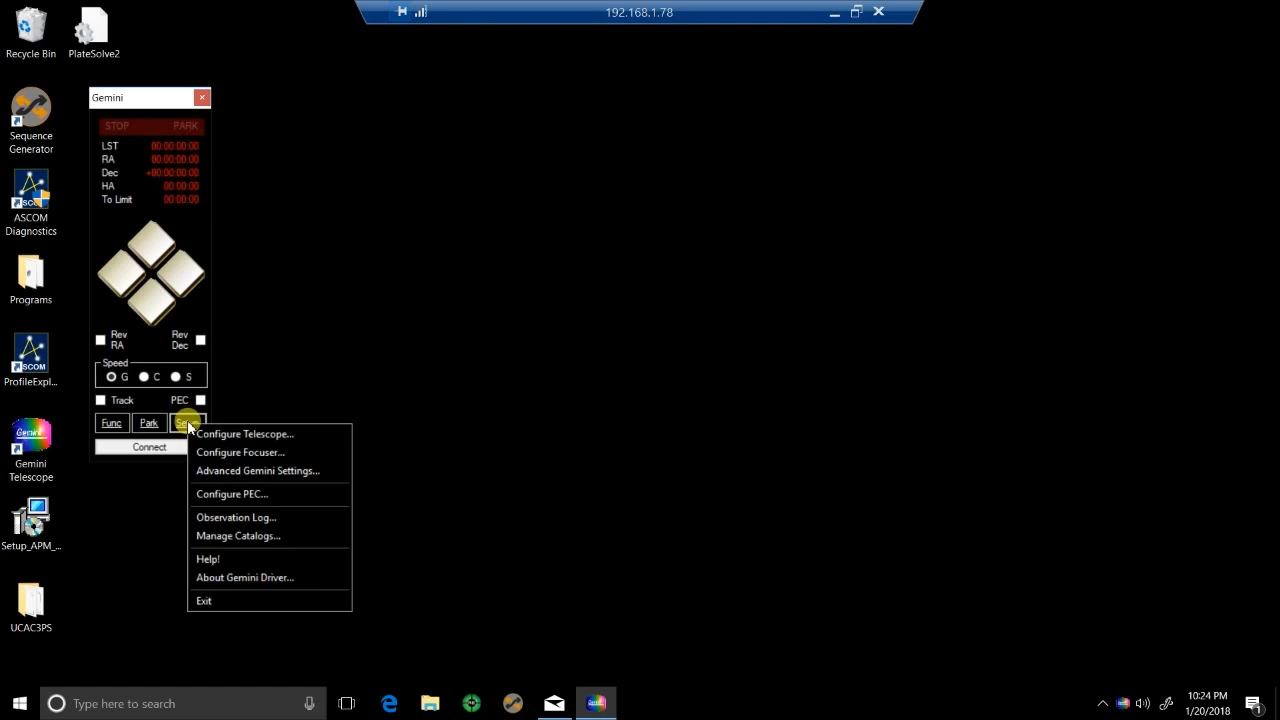 192.168.1.78
Recycle Bin
PlateSolve2
Sequence
Generator
ASCOM
Diagnostics
Programs
ASCOM
ProfileExpl...
Gemini
Gemini
Telescope
Setup_APM_...
UCAC3PS
Gemini
STOP PARK
LST 00:00:00:00
RA 00:00:00:00
Dec +00:00:00:00
HA 00:00:00
To Limit 00:00:00
Rev
RA
Rev
Dec
Speed
G C S
Track PEC
Func Park
Connect
Configure Telescope...
Configure Focuser...
Advanced Gemini Settings...
Configure PEC...
Observation Log...
Manage Catalogs...
Help!
About Gemini Driver...
Exit
Type here to search
10:24 PM
1/20/2018
1